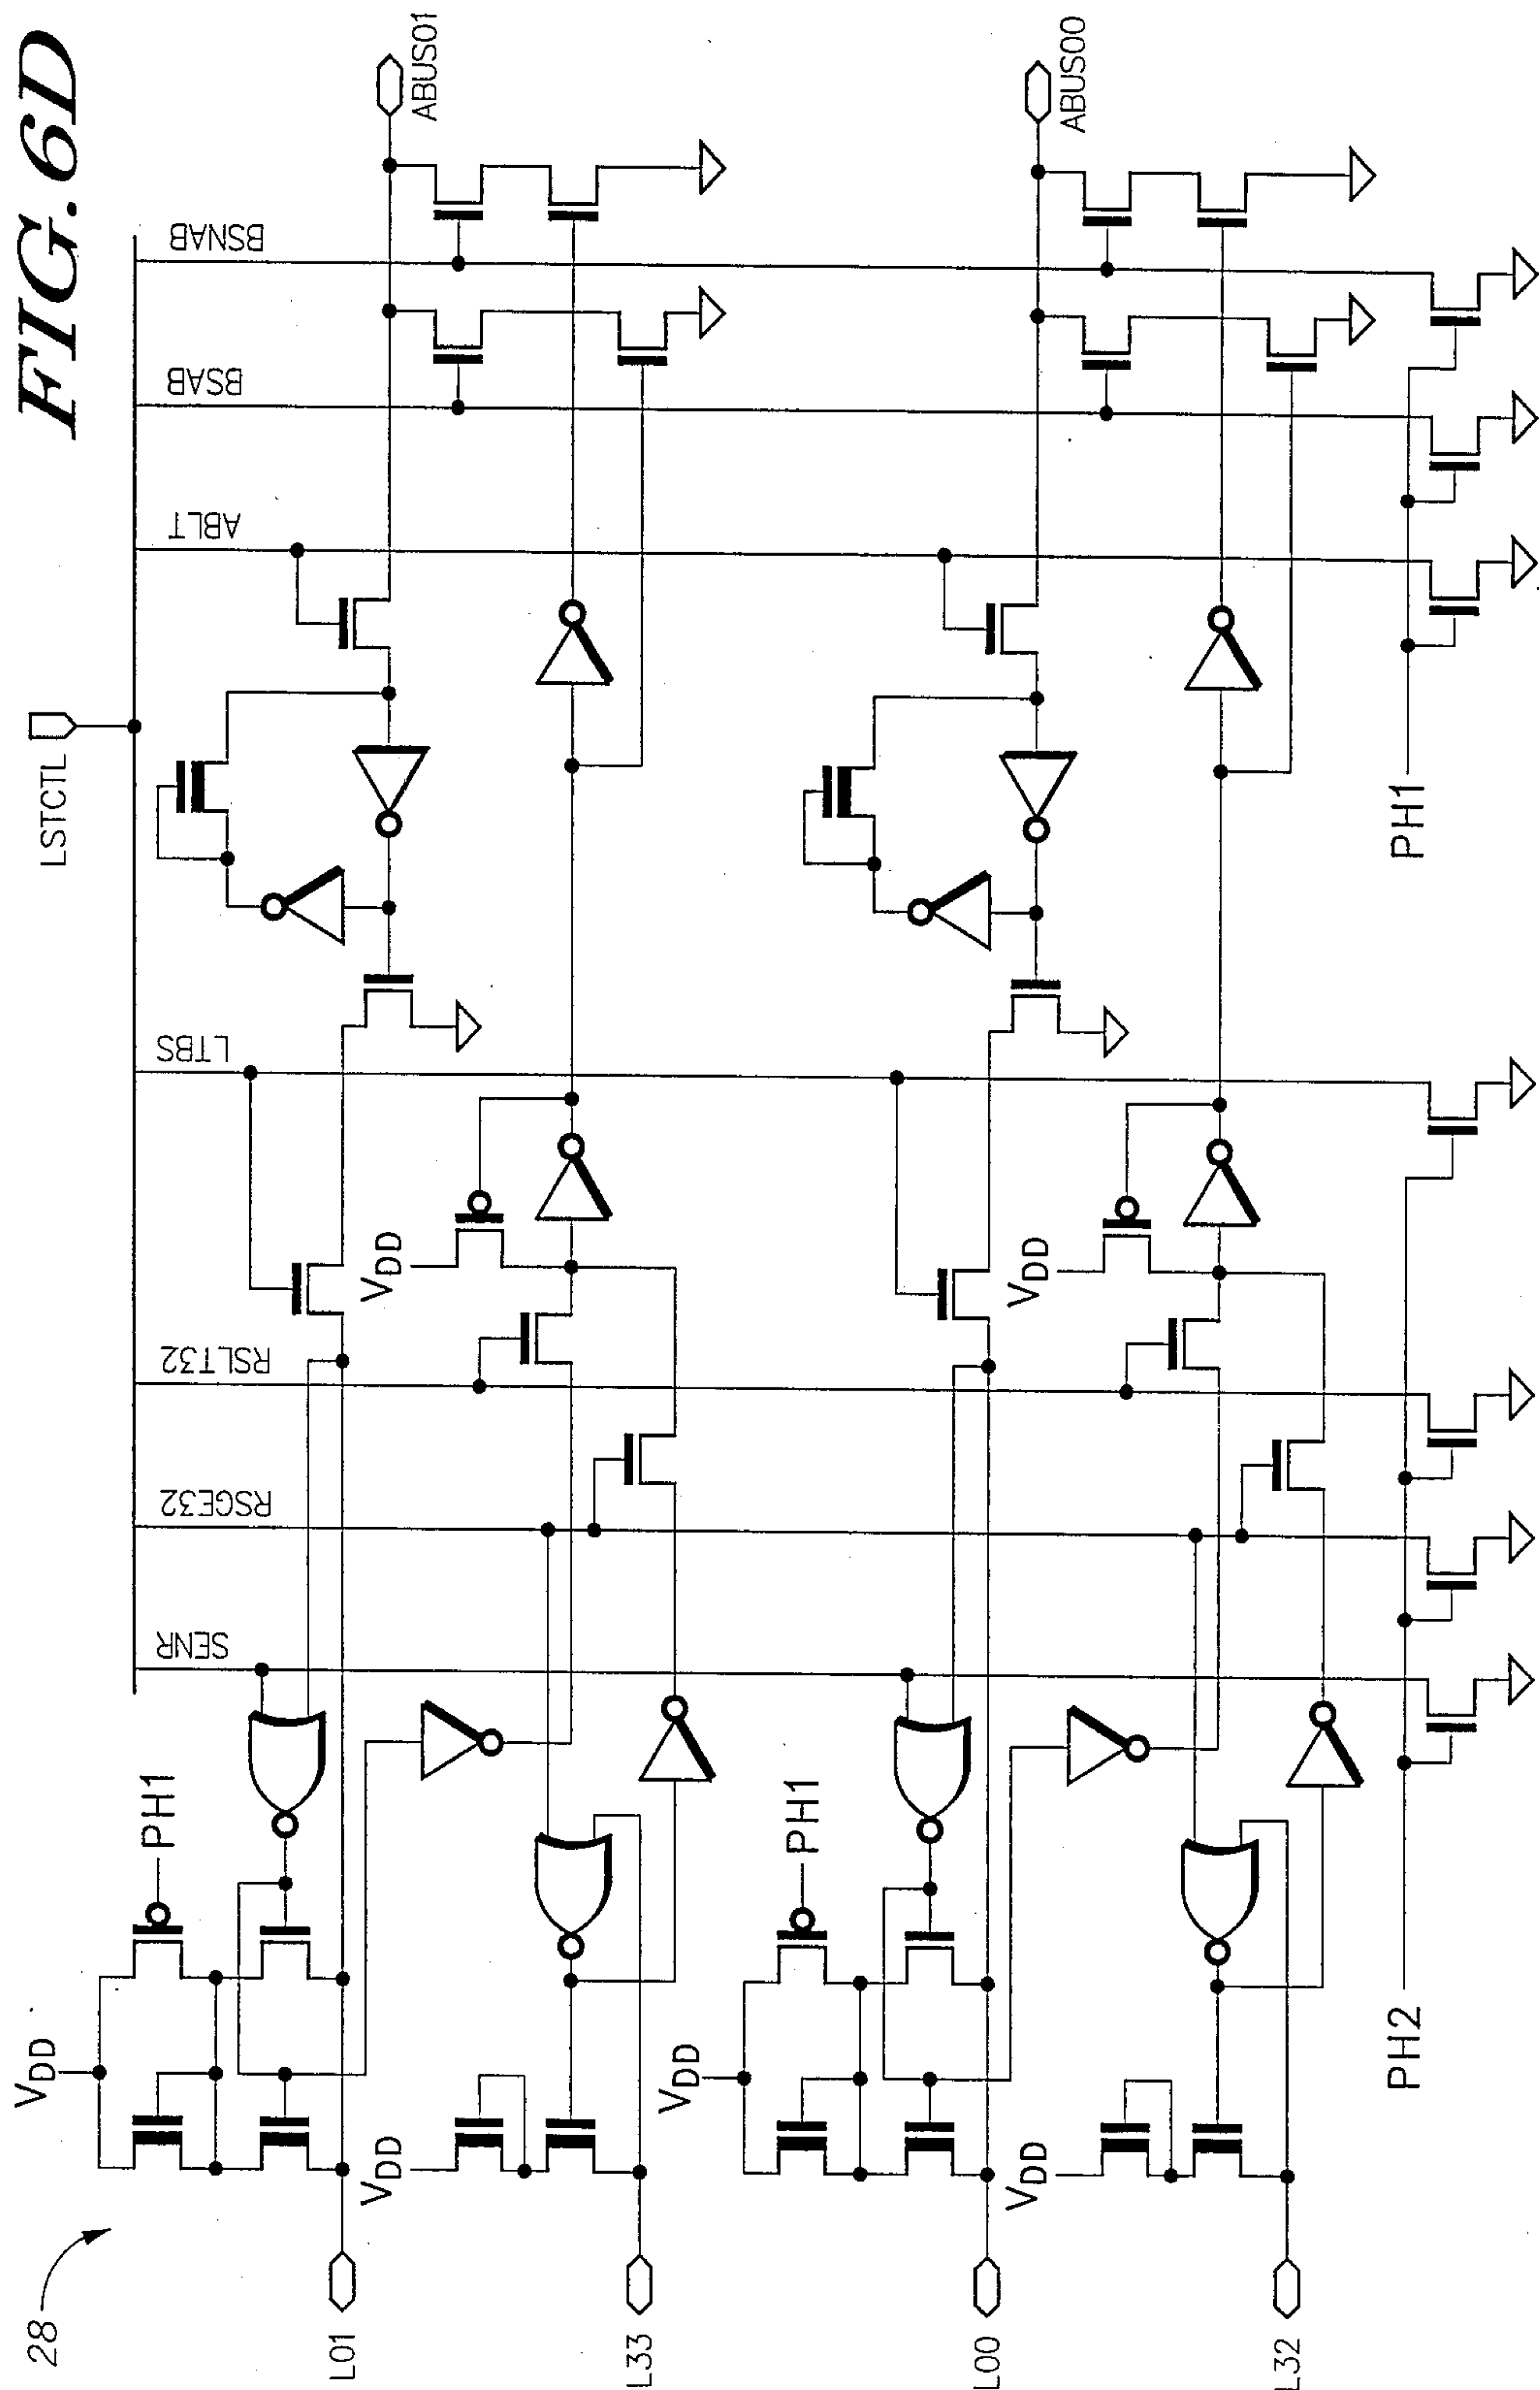 FIG. 6D
LSTCTL
SENR
RSGE32
RSLT32
LTBS
ABLT
BSAB
BSNAB
28
VDD
PH1
L01
ABUS01
VDD
VDD
L33
VDD
PH1
L00
ABUS00
VDD
VDD
L32
PH2
PH1